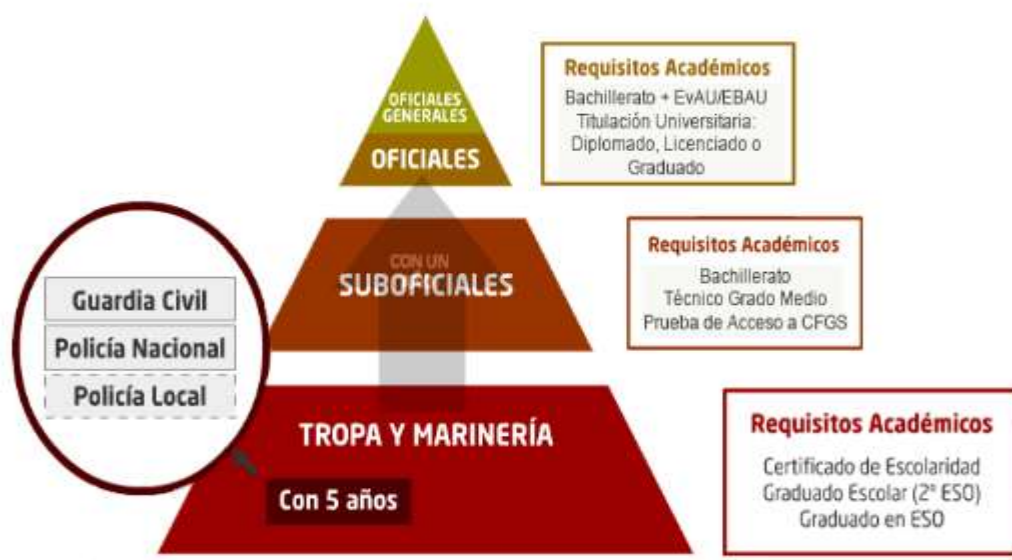 OFICIALES
GENERALES
OFICIALES
Requisitos Académicos
Bachillerato + EvAU/EBAU
Titulación Universitaria:
Diplomado, Licenciado o
Graduado
CON UN
SUBOFICIALES
Requisitos Académicos
Bachillerato
Técnico Grado Medio
Prueba de Acceso a CFGS
Guardia Civil
Policía Nacional
Policía Local
TROPA Y MARINERÍA
Con 5 años
Requisitos Académicos
Certificado de Escolaridad
Graduado Escolar (2º ESO)
Graduado en ESO